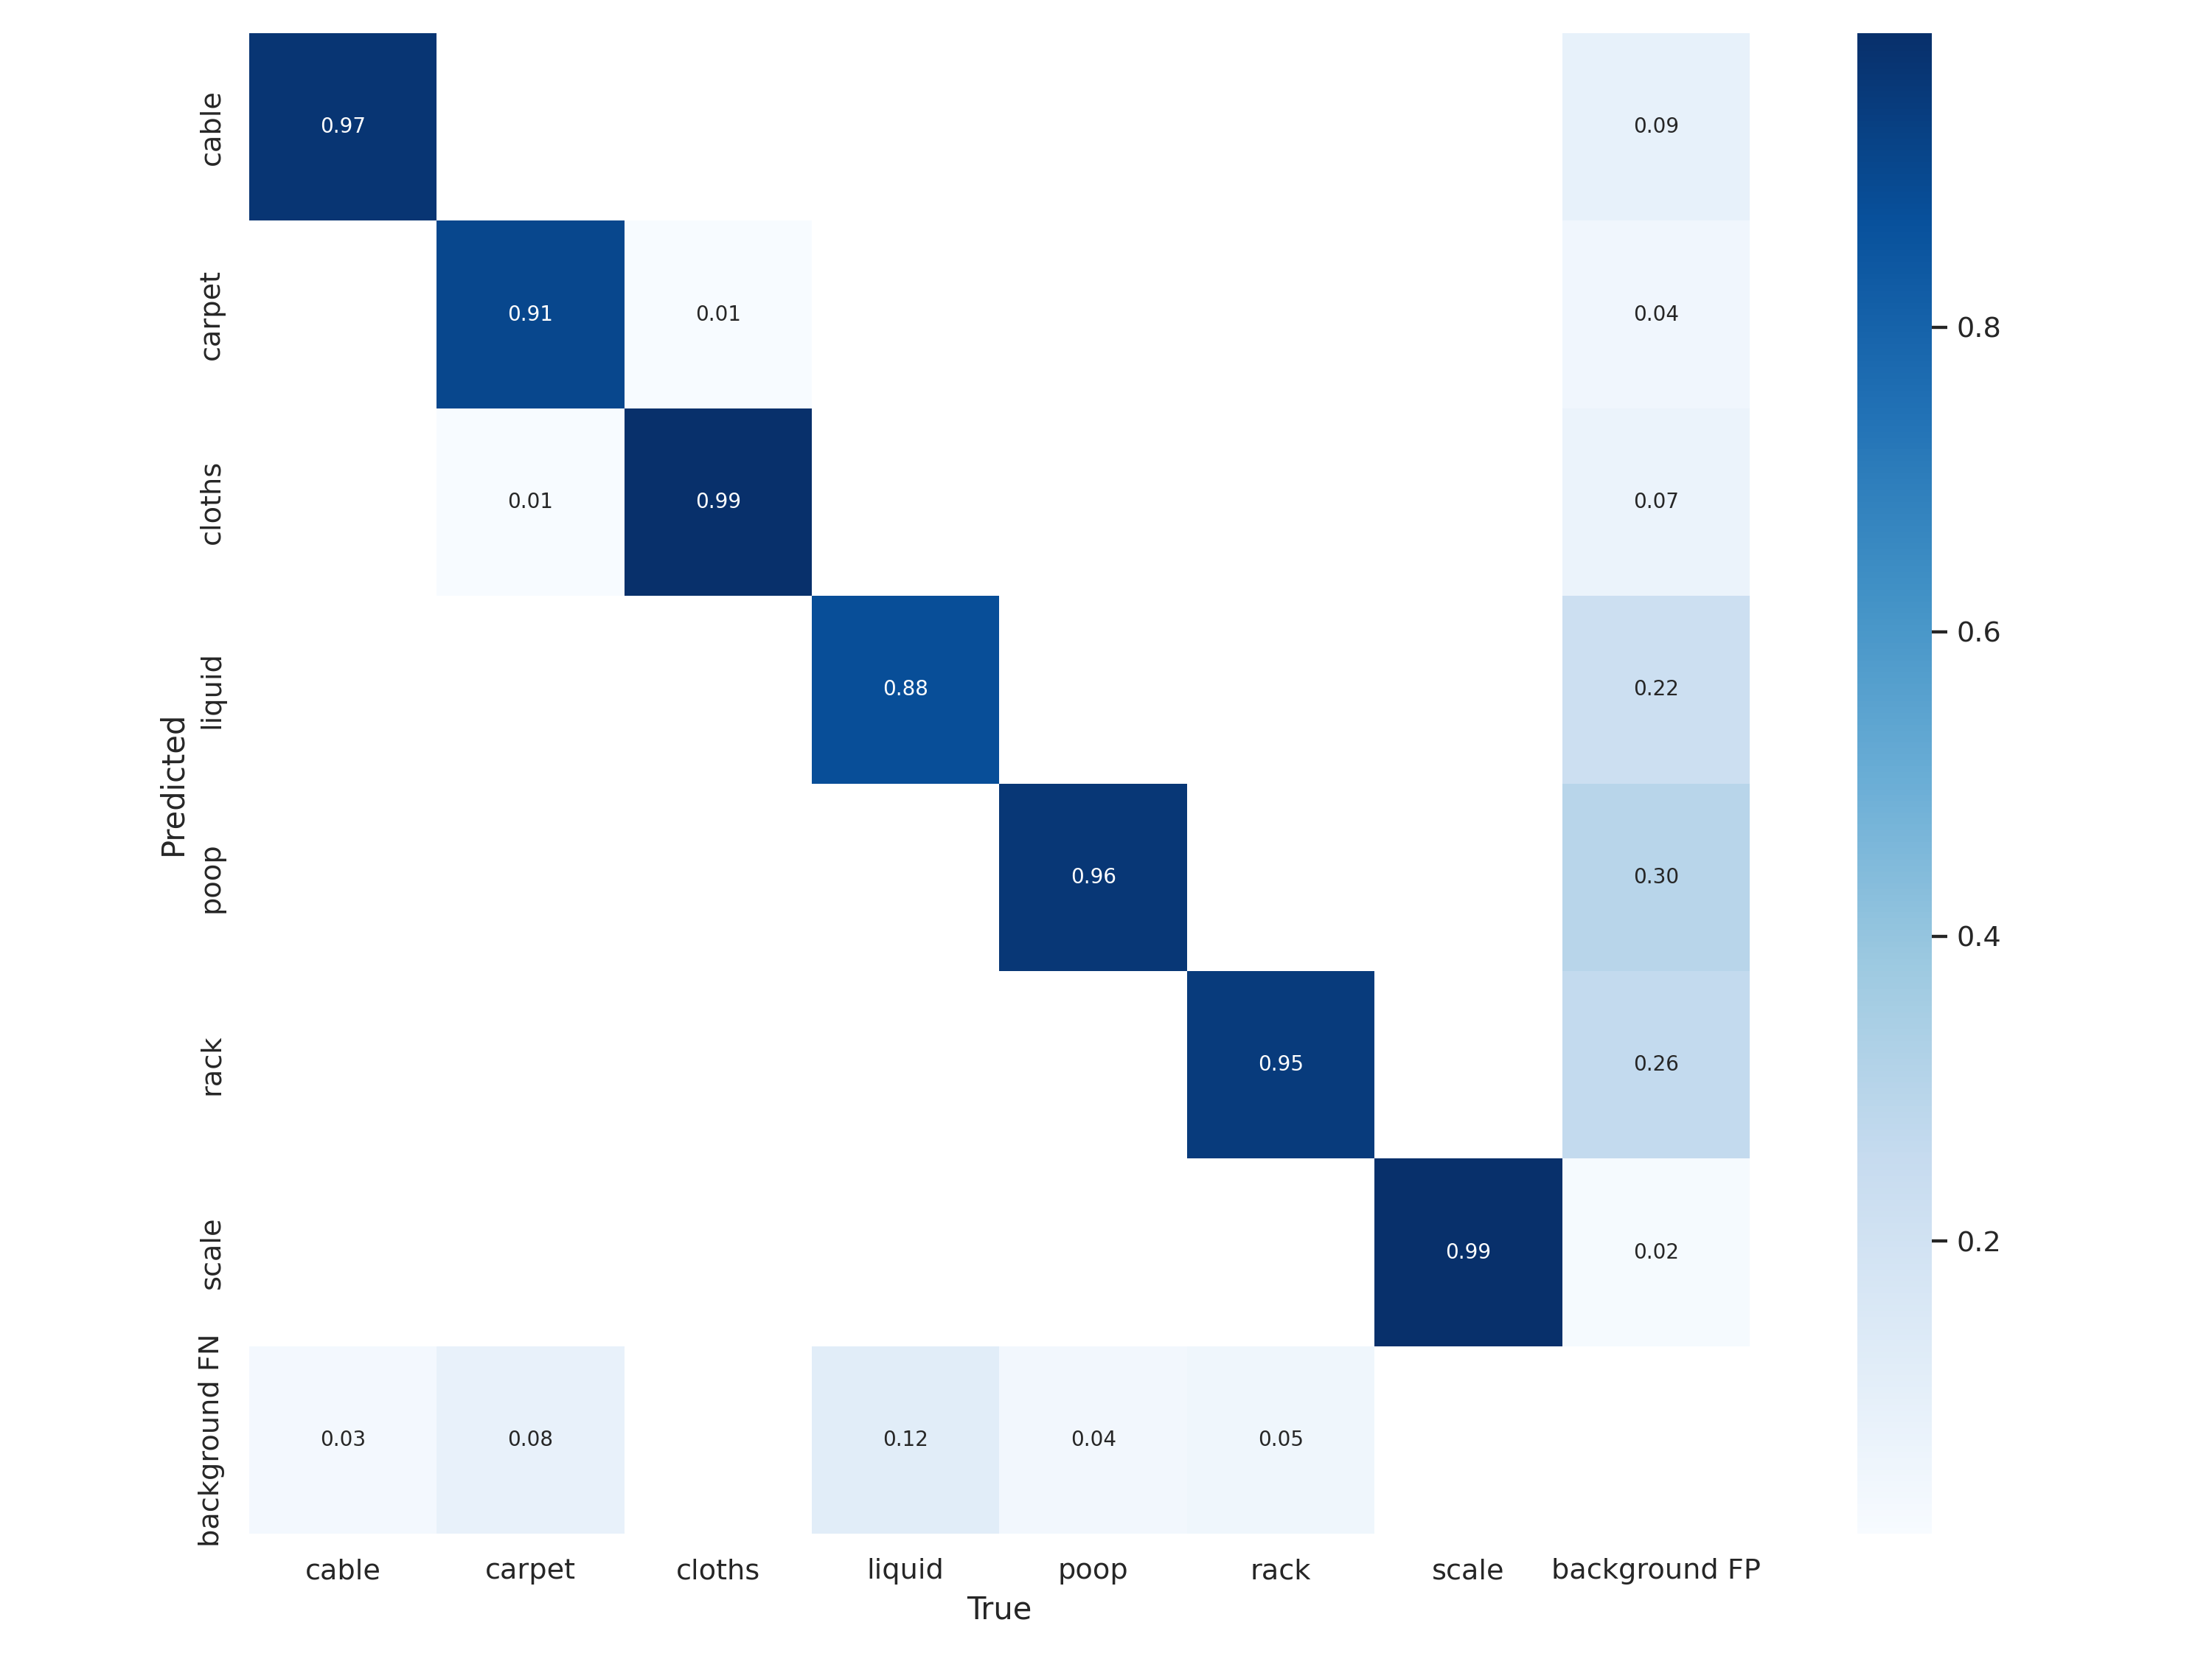 cable
0.97
0.09
carpet
0.91
0.01
0.04
0.8
cloths
0.01
0.99
0.07
0.6
liquid
0.88
0.22
Predicted
poop
0.96
0.30
0.4
rack
0.95
0.26
scale
0.99
0.02
0.2
background FN
0.03
0.08
0.12
0.04
0.05
cable
carpet
cloths
liquid
poop
rack
scale
background FP
True